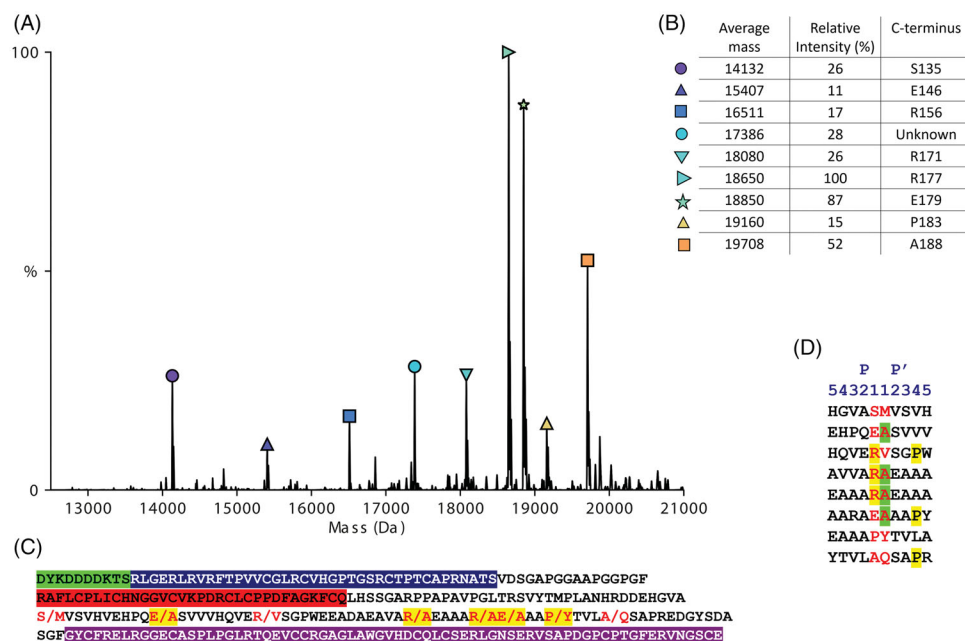 (A)
100
%
0
13000 14000 15000 16000 17000 18000 19000 20000 21000
Mass (Da)
(B)
Average mass Relative Intensity (%) C-terminus
14132 26 S135
15407 11 E146
16511 17 R156
17386 28 Unknown
18080 26 R171
18650 100 R177
18850 87 E179
19160 15 P183
19708 52 A188
(C)
DYKDDDDKTSRLGERLRVRFTPVVCGLRCVHGPTGSRCTPTCAPRNATSVDSGAPGGAAPGGPGF
RAFLCPLICHNGGVCVKPDRCLCPPDFAGKFCQLHSSGARPPAPAVPGLTRSVYTMPLANHRDDEHGVA
S/MVSVHVEHPQE/ASVVVHQVER/VSGPWEEADAEAVAR/AEAAAR/AAE/AAAP/YTVLA/QSAPREDGYSDA
SGFGYCFRELRGGECASPLPGLRTQEVCCRGAGLAWGVHDCQLCSERLGNSERVSAPDGPCPTGFERVNGSCE
(D)
P P'
5432112345
HGVASMVSVH
EHPQEASVVV
HQVERVSGPW
AVVARAEAAA
EAAARAEAAA
AARAEAAAPY
EAAAPYTVLA
YTVLAQSAPR